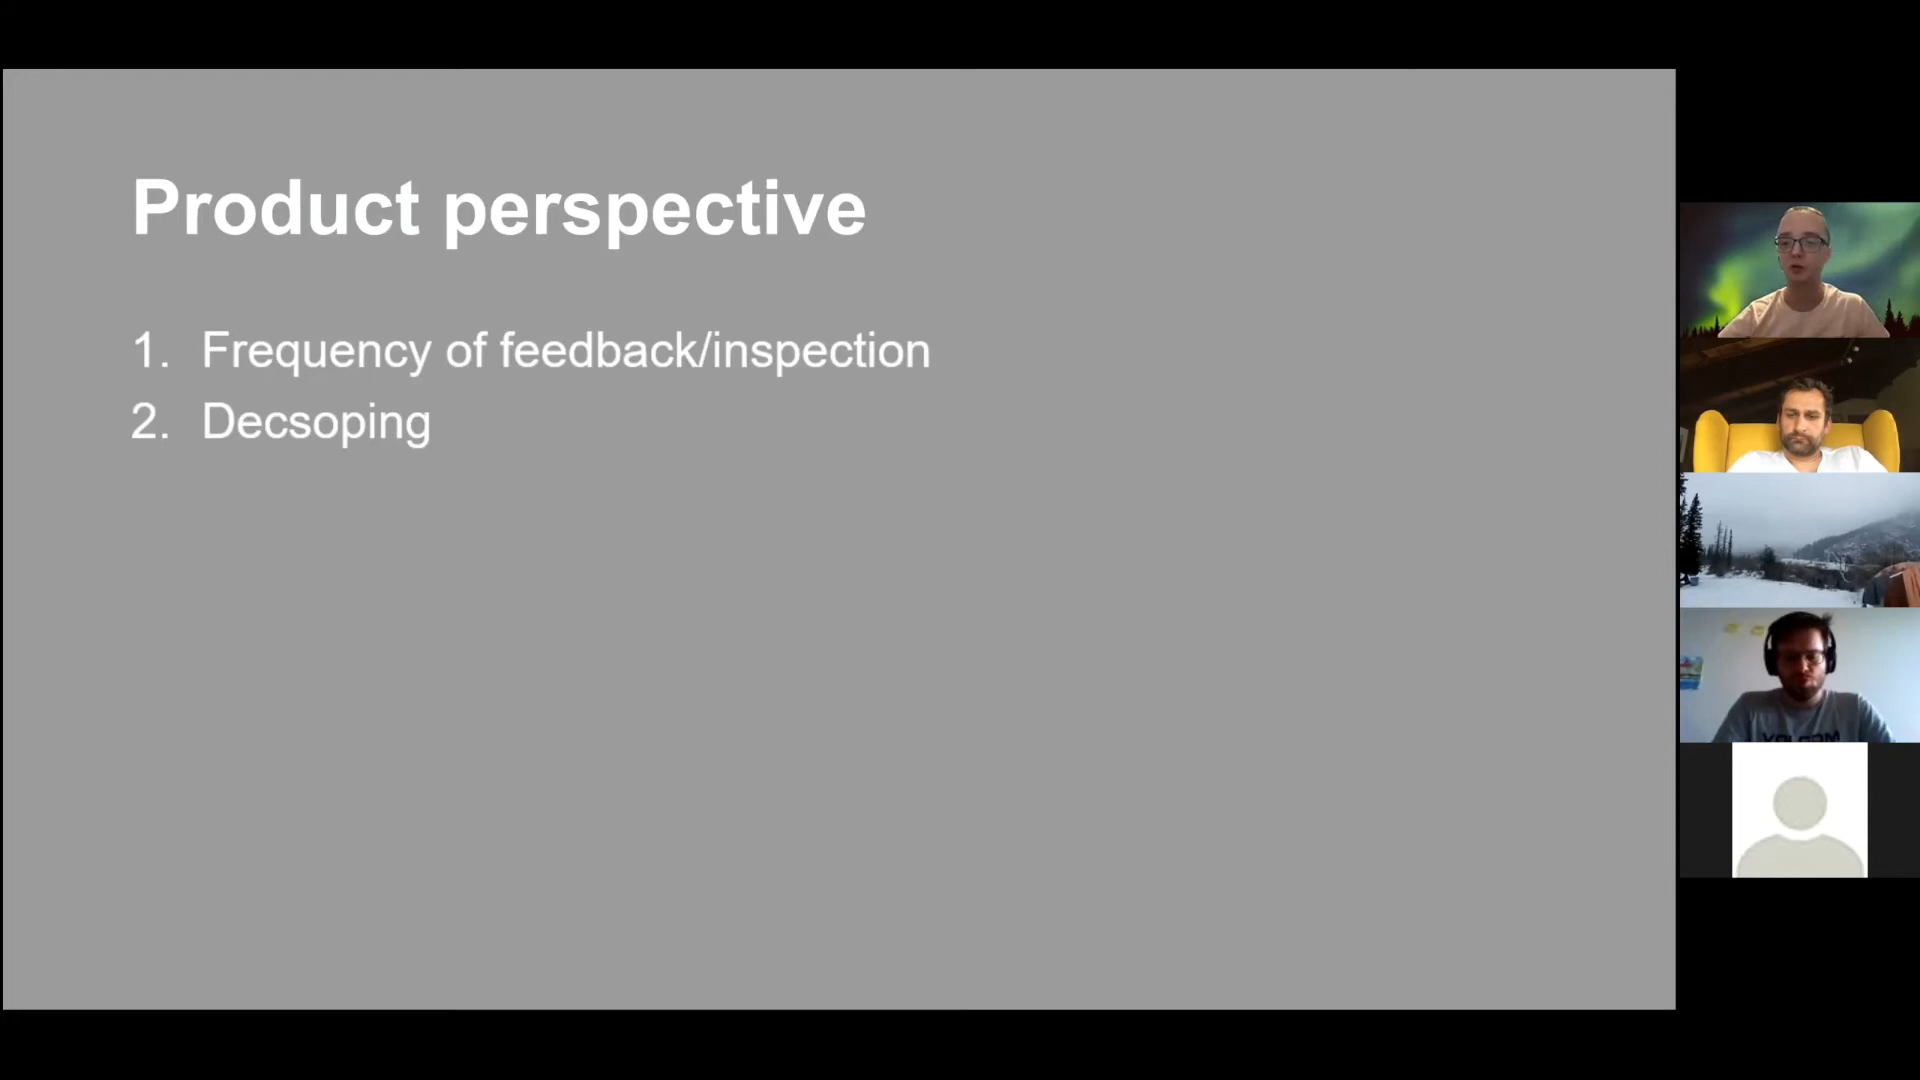 Product perspective
1. Frequency of feedback/inspection
2. Decsoping